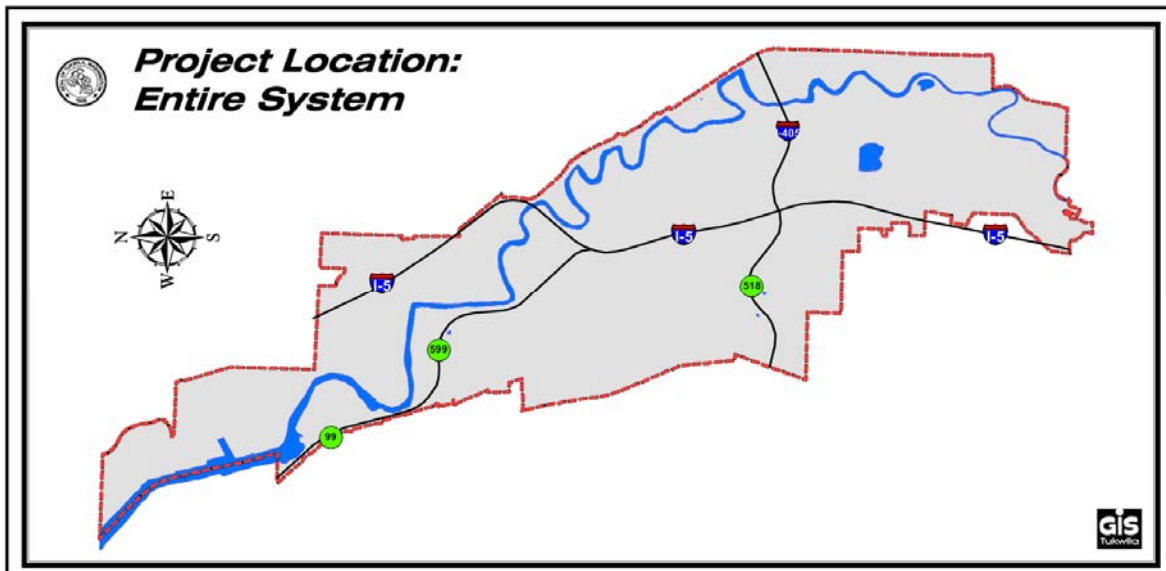 Project Location:
Entire System
E
N
S
W
I-405
I-5
I-5
I-5
518
599
99
GIS
Tukwila